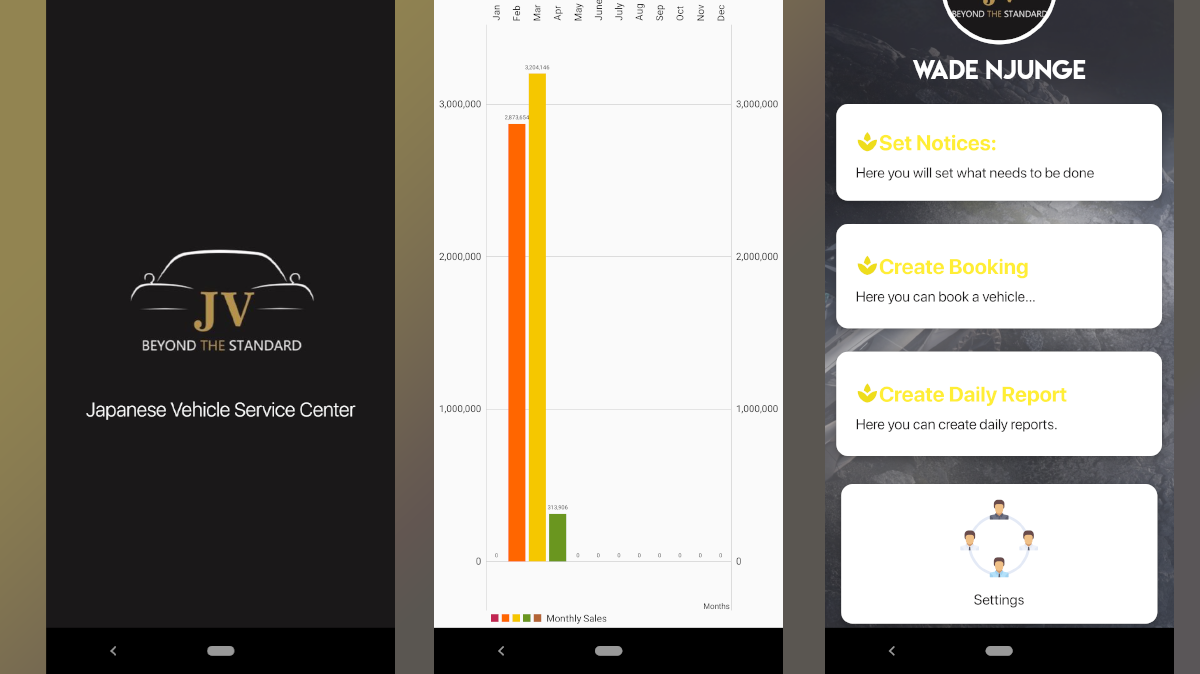 JV
BEYOND THE STANDARD
Japanese Vehicle Service Center
Jan Feb Mar Apr May June July Aug Sep Oct Nov Dec
3,204,146
3,000,000 3,000,000
2,873,654
2,000,000 2,000,000
1,000,000 1,000,000
313,906
0 0 0 0 0 0 0 0 0
0 0
Months
Monthly Sales
JV
BEYOND THE STANDARD
WADE NJUNGE
Set Notices:
Here you will set what needs to be done
Create Booking
Here you can book a vehicle...
Create Daily Report
Here you can create daily reports.
Settings